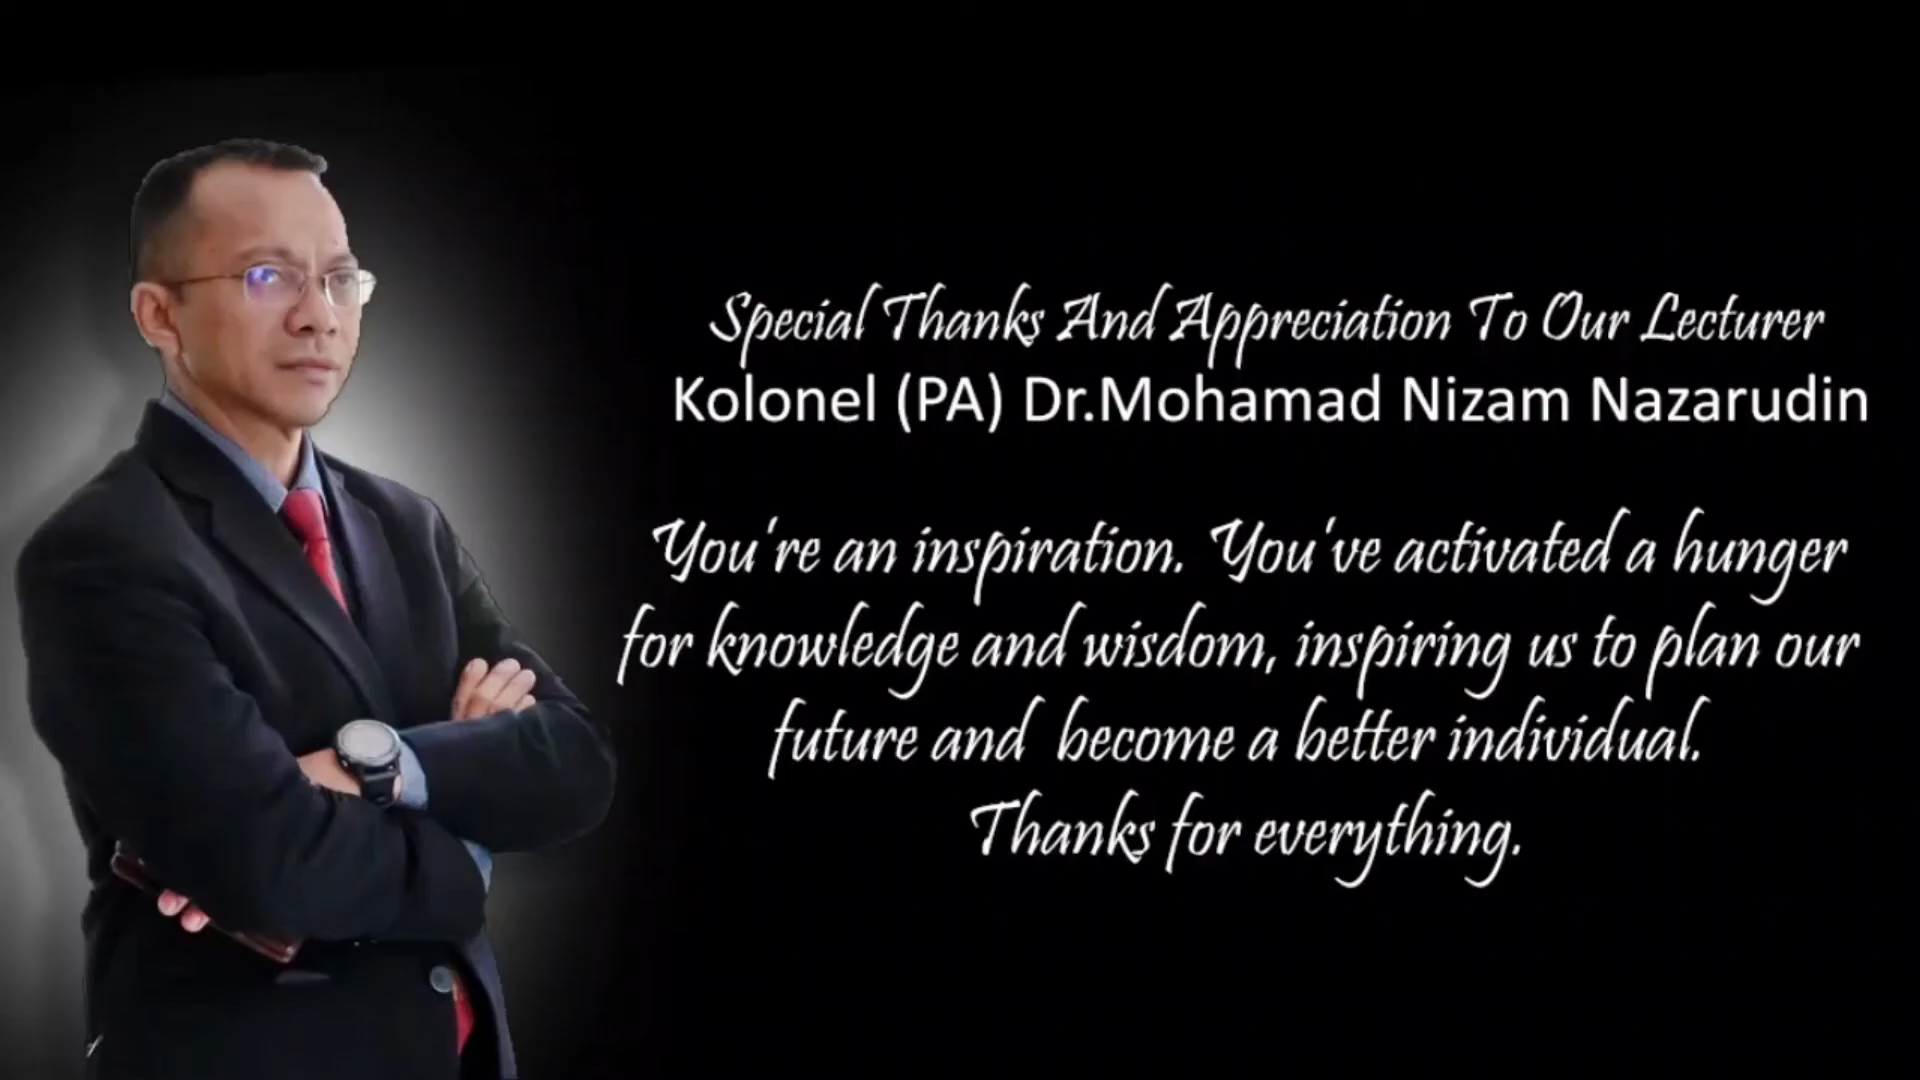 Special Thanks And Appreciation To Our Lecturer
Kolonel (PA) Dr.Mohamad Nizam Nazarudin
You're an inspiration. You've activated a hunger
for knowledge and wisdom, inspiring us to plan our
future and become a better individual.
Thanks for everything.